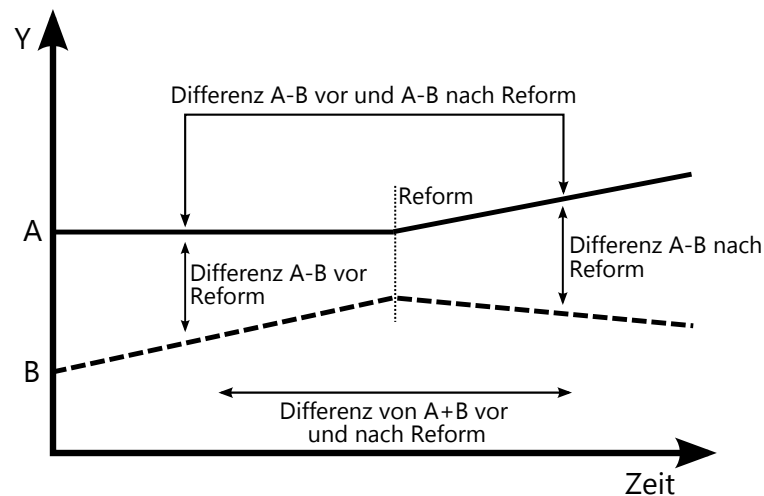 Y
Differenz A-B vor und A-B nach Reform
Reform
A
Differenz A-B vor
Reform
Differenz A-B nach
Reform
B
Differenz von A+B vor
und nach Reform
Zeit